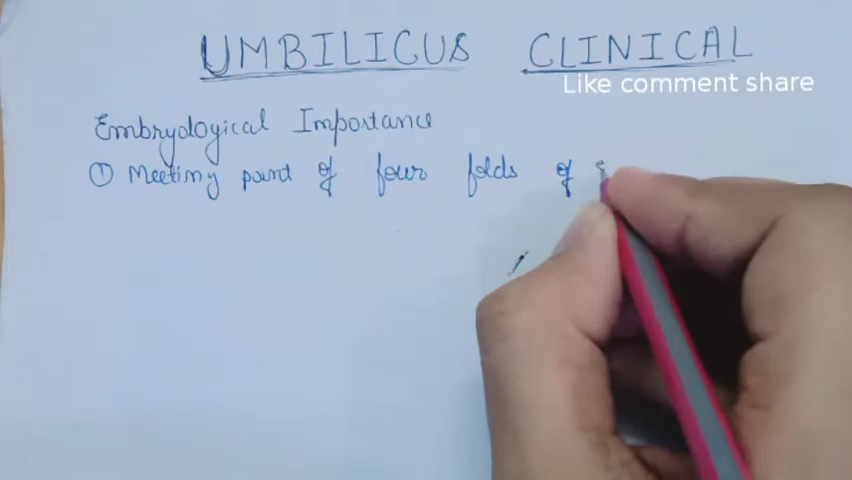 UMBILICUS CLINICAL
Like comment share
Embryological Importance
① Meeting point of four folds of